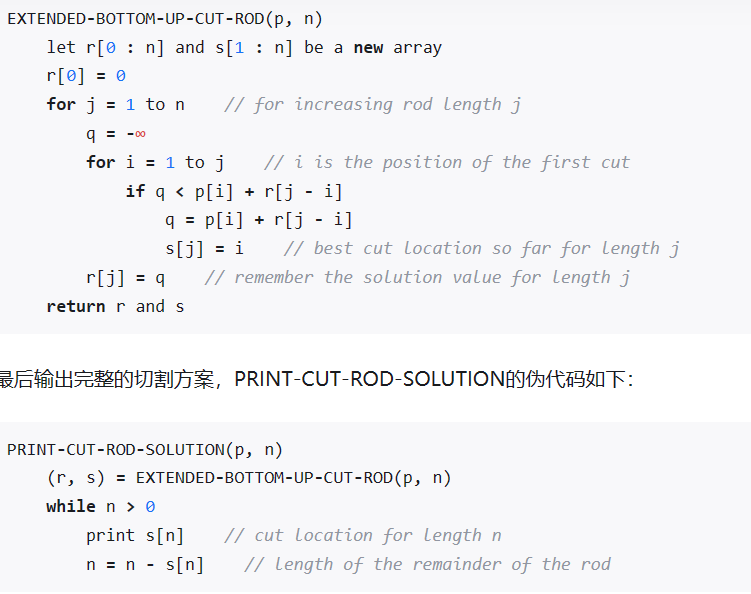 EXTENDED-BOTTOM-UP-CUT-ROD(p, n)
    let r[0 : n] and s[1 : n] be a new array
    r[0] = 0
    for j = 1 to n    // for increasing rod length j
        q = -∞
        for i = 1 to j    // i is the position of the first cut
            if q < p[i] + r[j - i]
                q = p[i] + r[j - i]
                s[j] = i    // best cut location so far for length j
        r[j] = q    // remember the solution value for length j
    return r and s
最后输出完整的切割方案，PRINT-CUT-ROD-SOLUTION的伪代码如下：
PRINT-CUT-ROD-SOLUTION(p, n)
    (r, s) = EXTENDED-BOTTOM-UP-CUT-ROD(p, n)
    while n > 0
        print s[n]    // cut location for length n
        n = n - s[n]    // length of the remainder of the rod